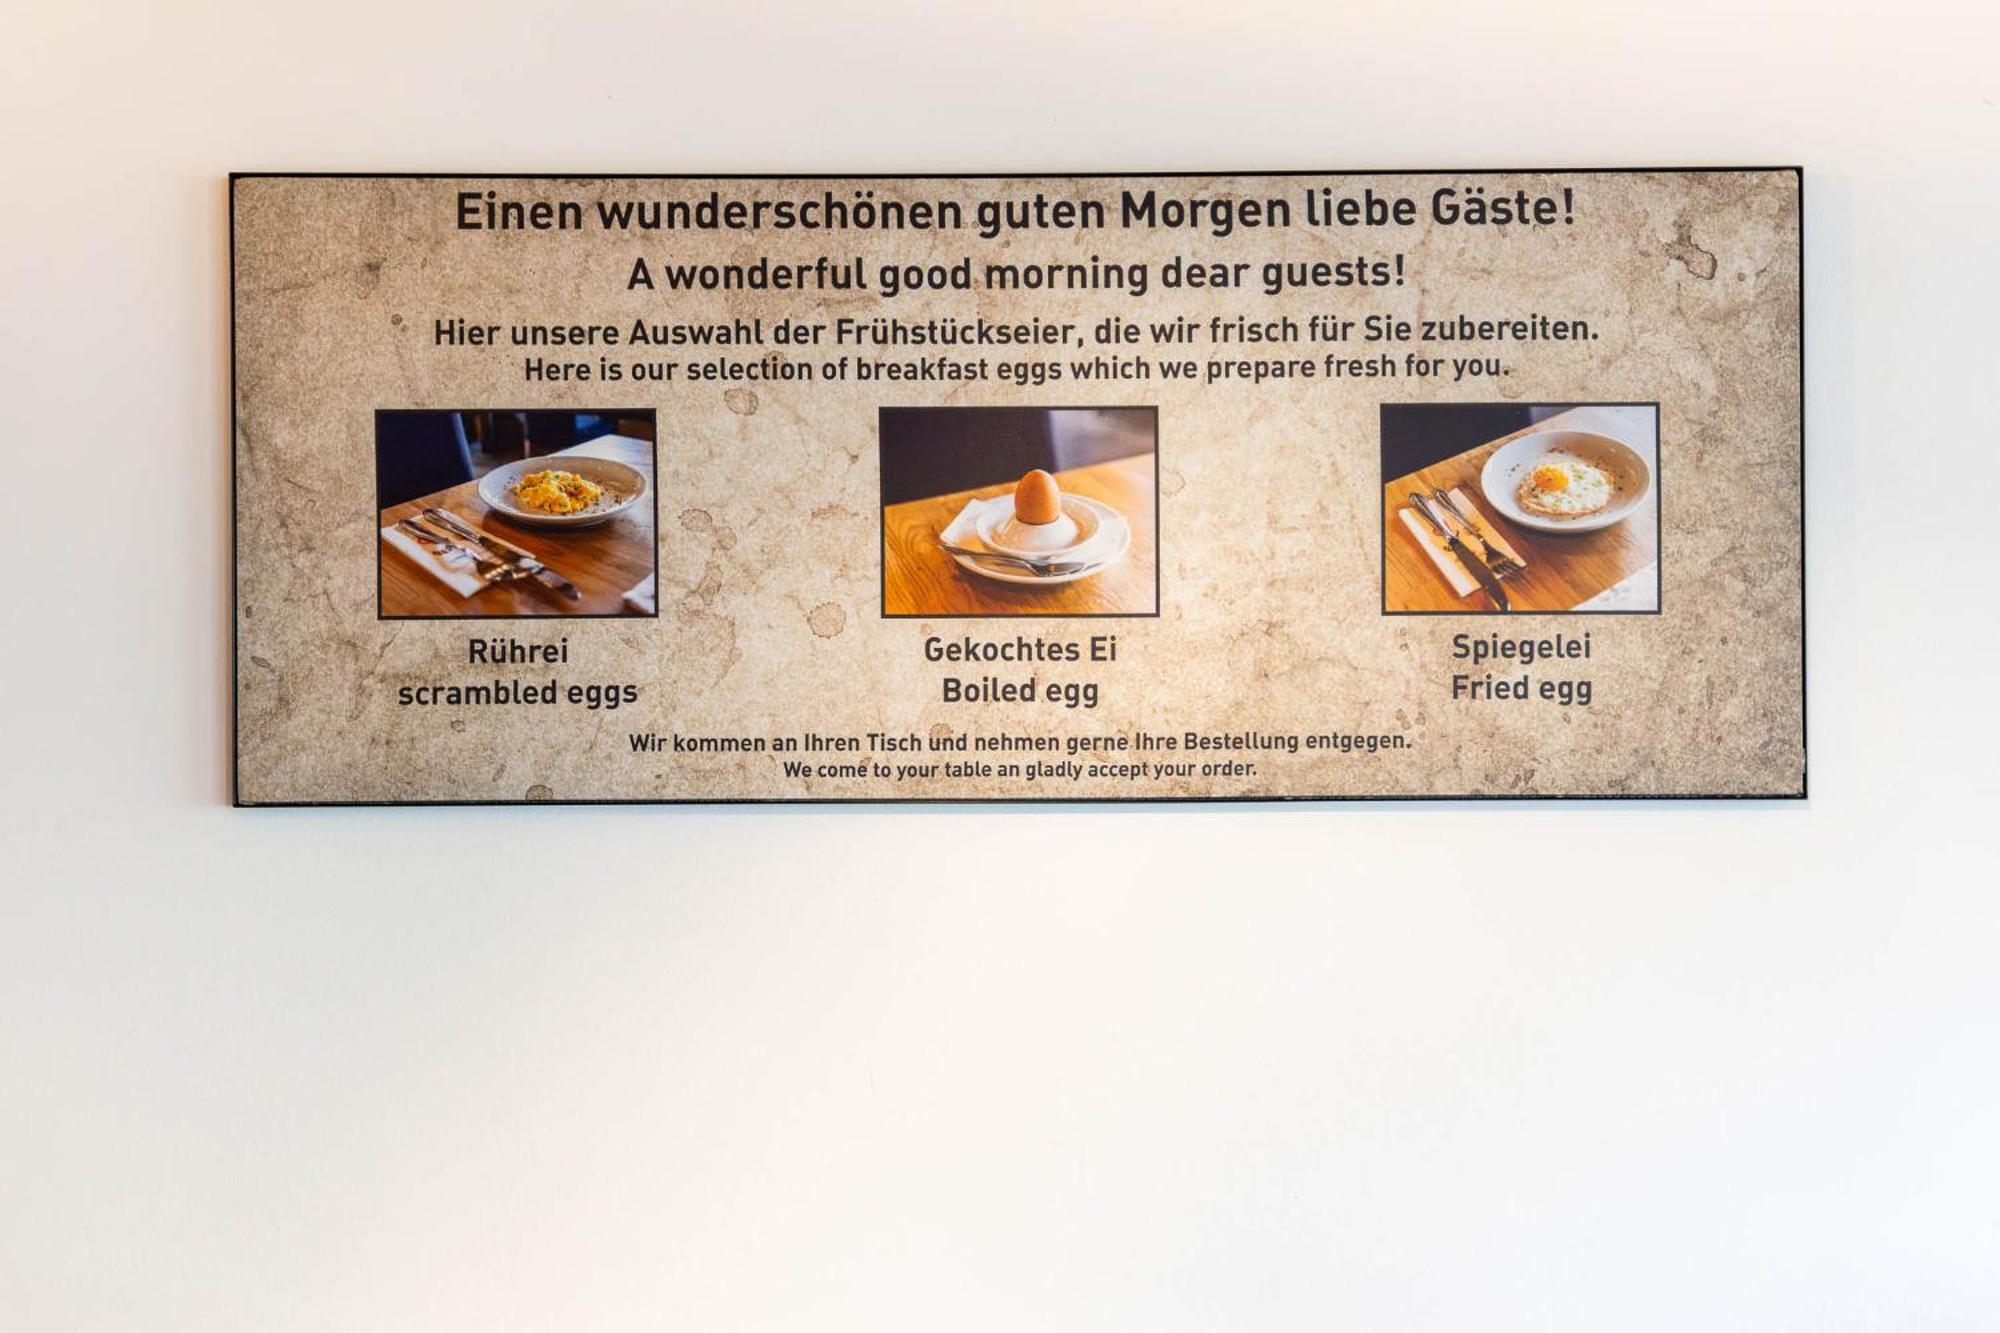 Einen wunderschönen guten Morgen liebe Gäste!
A wonderful good morning dear guests!
Hier unsere Auswahl der Frühstückseier, die wir frisch für Sie zubereiten.
Here is our selection of breakfast eggs which we prepare fresh for you.
Rührei
scrambled eggs
Gekochtes Ei
Boiled egg
Spiegelei
Fried egg
Wir kommen an Ihren Tisch und nehmen gerne Ihre Bestellung entgegen.
We come to your table an gladly accept your order.